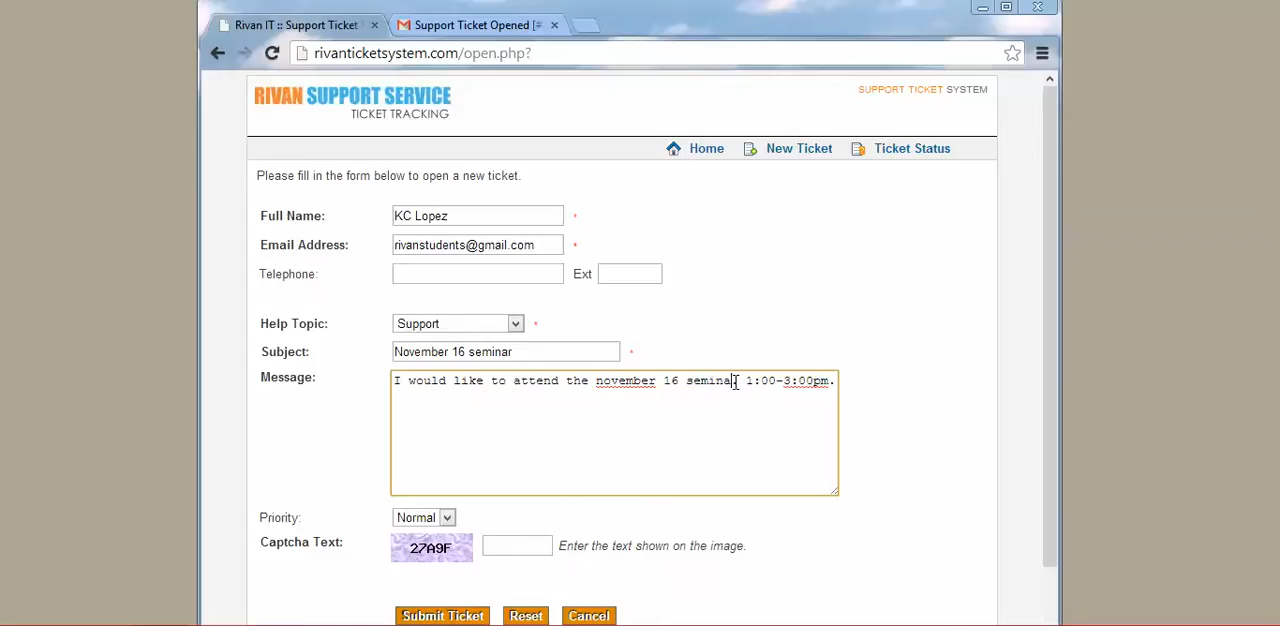 Rivan IT :: Support Ticket
Support Ticket Opened [#
rivanticketsystem.com/open.php?
RIVAN SUPPORT SERVICE
TICKET TRACKING
SUPPORT TICKET SYSTEM
Home New Ticket Ticket Status
Please fill in the form below to open a new ticket.
Full Name: KC Lopez *
Email Address: rivanstudents@gmail.com *
Telephone: Ext
Help Topic: Support *
Subject: November 16 seminar *
Message: I would like to attend the november 16 seminar 1:00-3:00pm.
Priority: Normal
Captcha Text: 27A9F Enter the text shown on the image.
Submit Ticket Reset Cancel